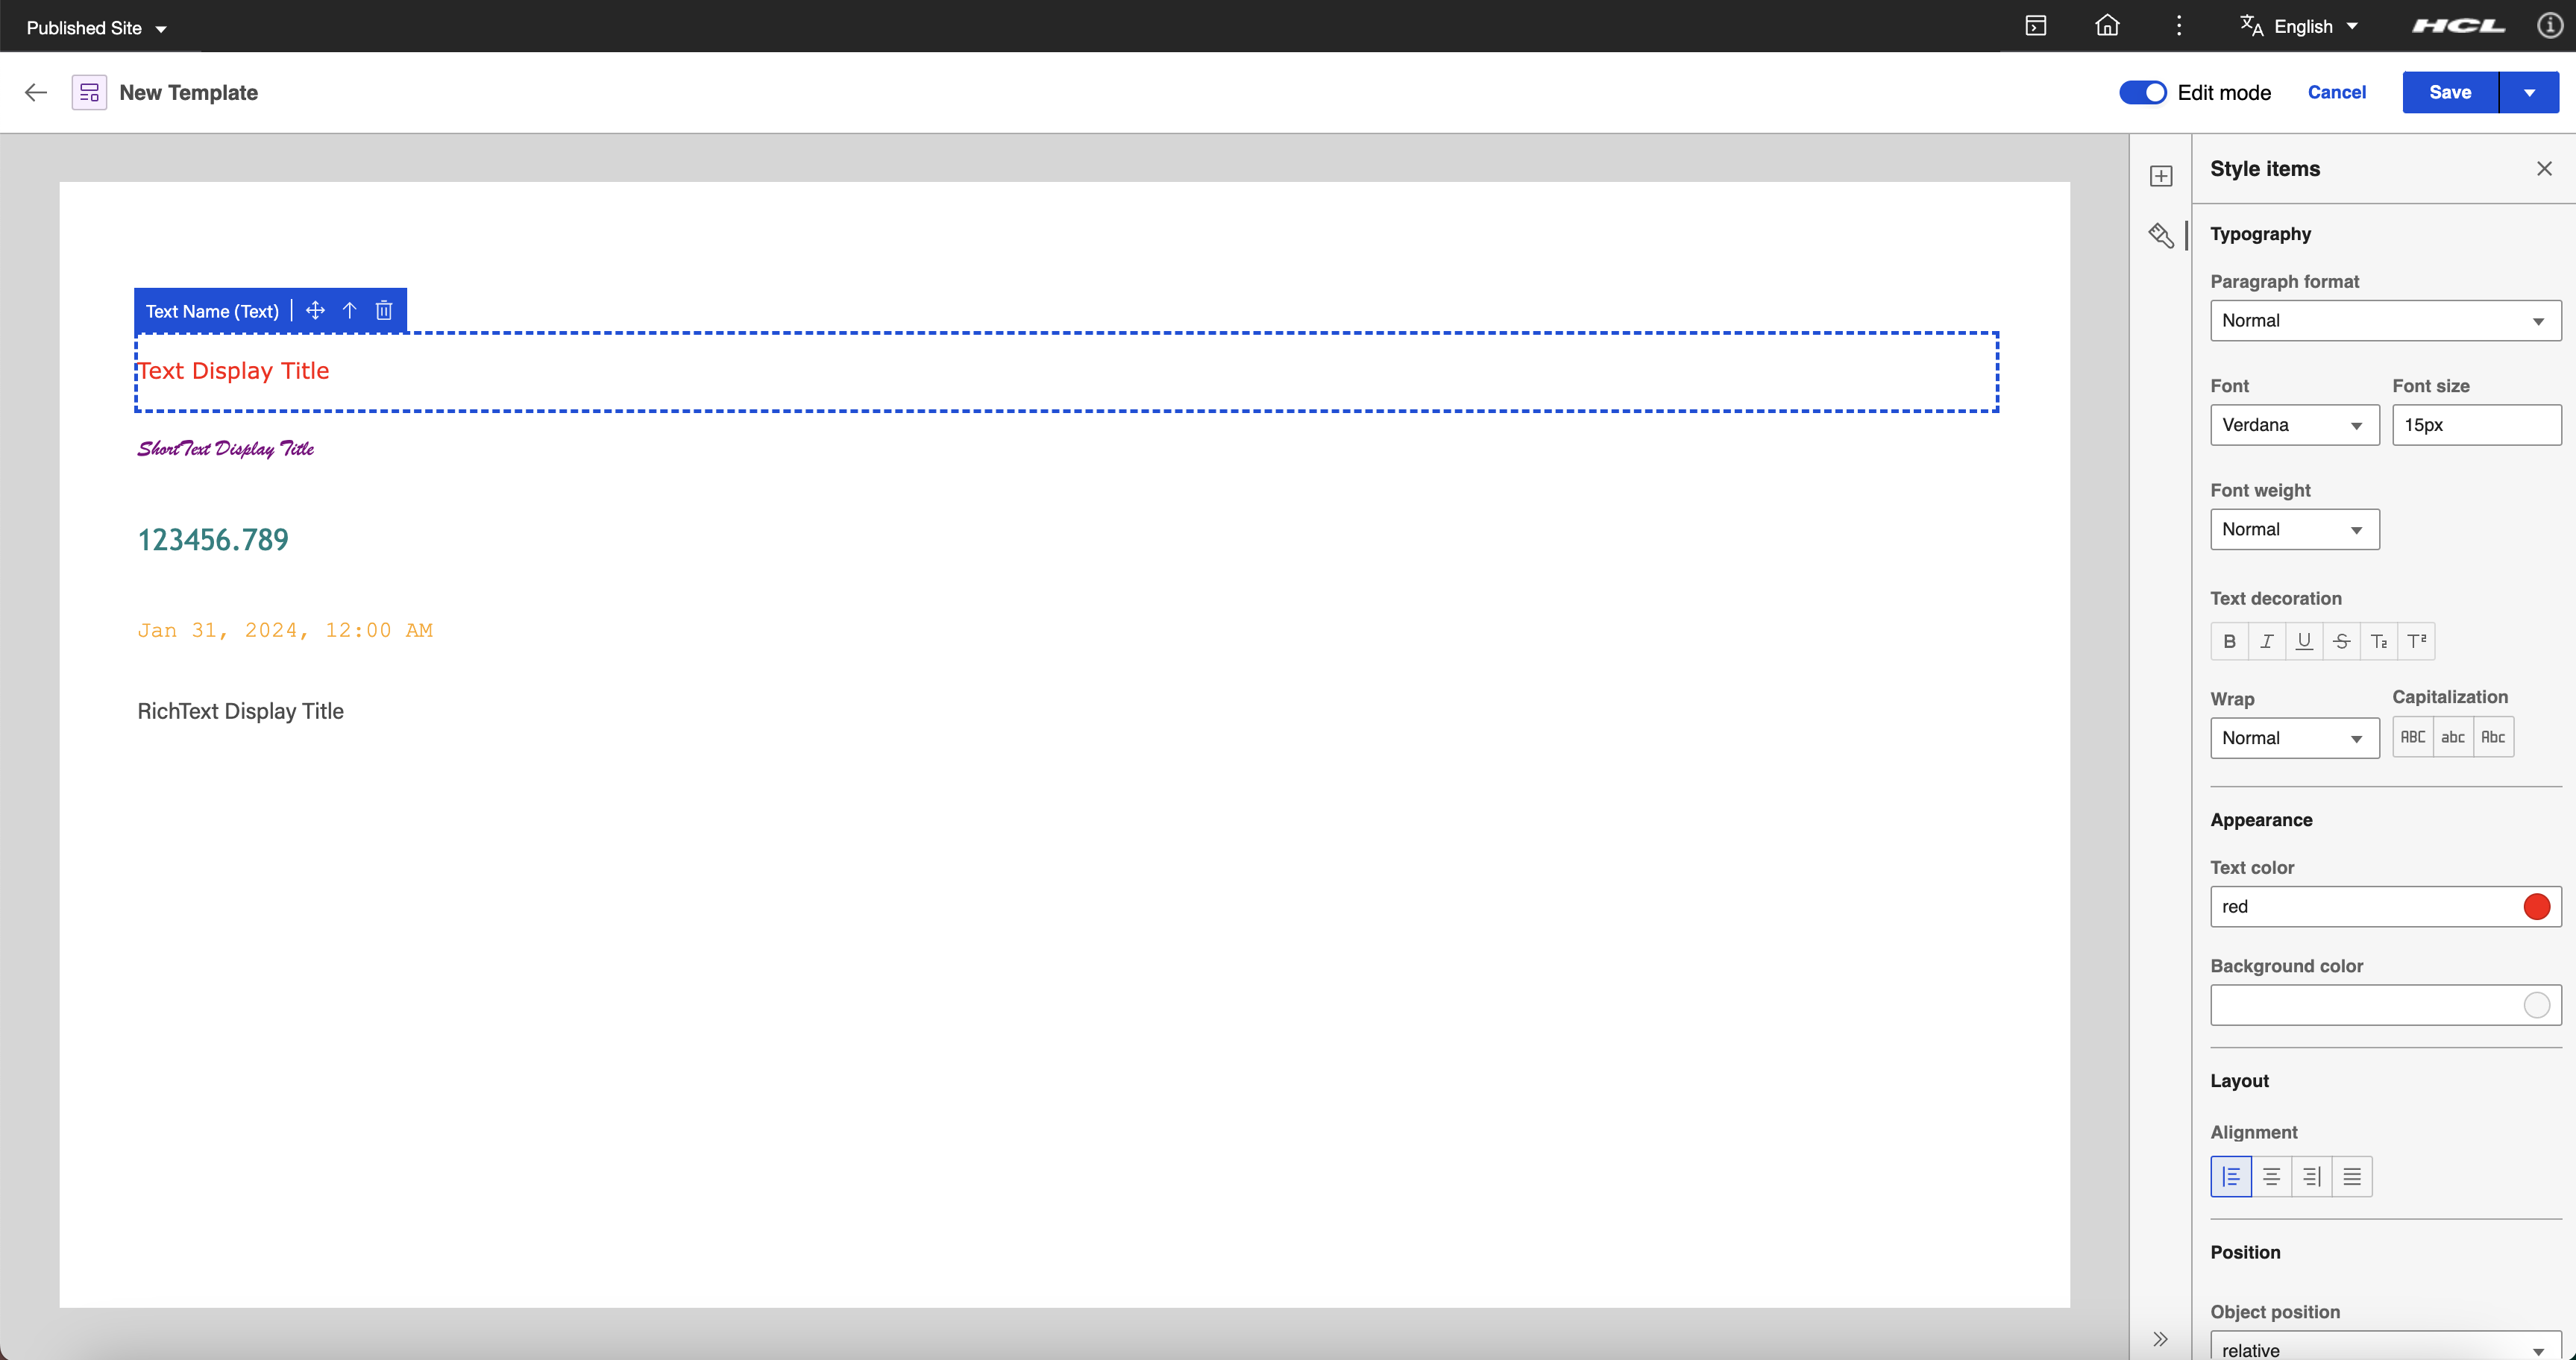 Published Site
English
HCL
New Template
Edit mode
Cancel
Save
Style items
Typography
Paragraph format
Normal
Font
Font size
Verdana
15px
Font weight
Normal
Text decoration
B I U S T₂ T²
Wrap
Capitalization
Normal
ABC abc Abc
Appearance
Text color
red
Background color
Layout
Alignment
Position
Object position
relative
Text Name (Text)
Text Display Title
ShortText Display Title
123456.789
Jan 31, 2024, 12:00 AM
RichText Display Title